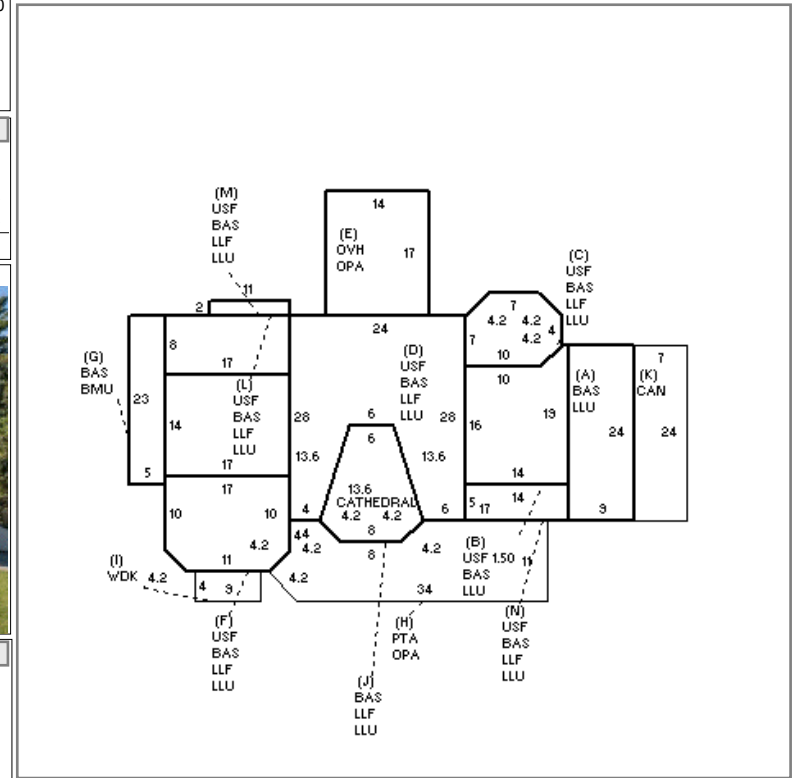 (M)
USF
BAS
LLF
LLU
14
(E)
OVH
OPA
17
(C)
USF
BAS
LLF
LLU
11
2
7
4.2 4.2
4.2
4
7
10
24
8
17
(G)
BAS
BMU
23
5
(L)
USF
BAS
LLF
LLU
14
17
(D)
USF
BAS
LLF
LLU
28
28
13.6
13.6
6
6
10
16
19
14
(A)
BAS
LLU
24
9
7
(K)
CAN
24
17
10
10
11
4.2
4
6
13.6
CATHEDRAL
4.2 4.2
8
8
5
17
14
44
4.2
4.2
4.2
34
11
(B)
USF 1.50
BAS
LLU
(I)
WDK
4.2
4
9
(F)
USF
BAS
LLF
LLU
(H)
PTA
OPA
(J)
BAS
LLF
LLU
(N)
USF
BAS
LLF
LLU